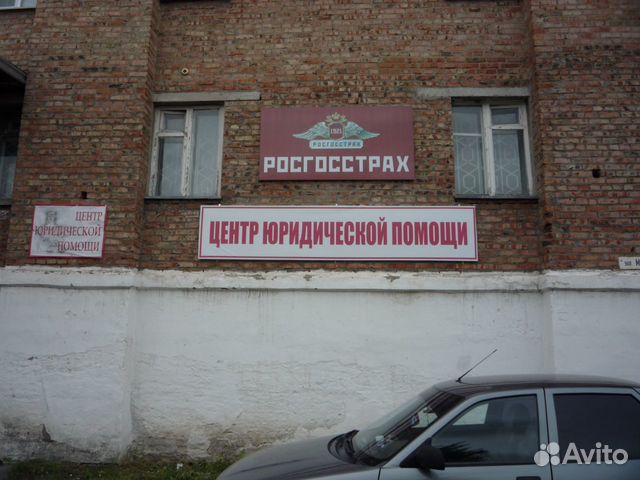 1921
РОСГОССТРАХ
РОСГОССТРАХ
ЦЕНТР
ЮРИДИЧЕСКОЙ
ПОМОЩИ
ЦЕНТР ЮРИДИЧЕСКОЙ ПОМОЩИ
Avito